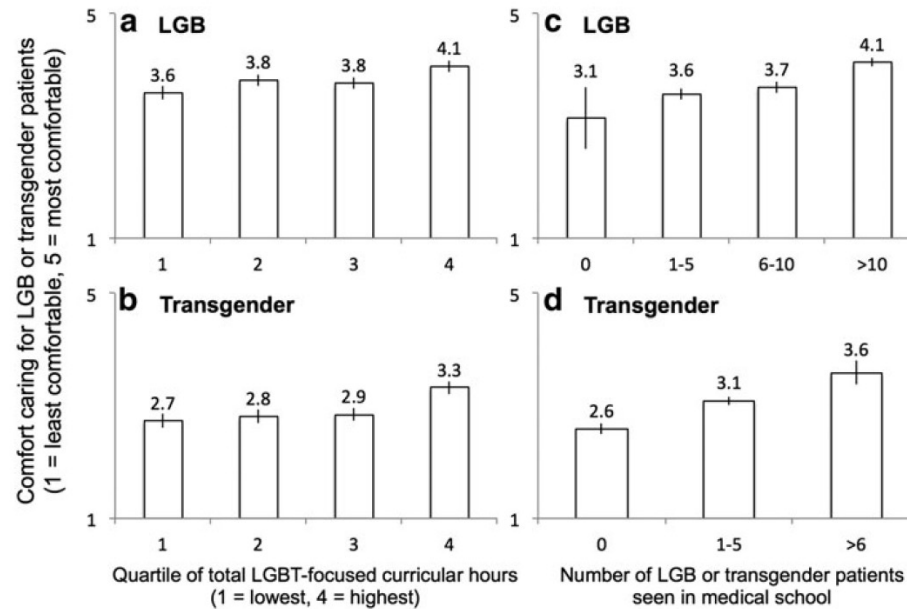 Comfort caring for LGB or transgender patients
(1 = least comfortable, 5 = most comfortable)
a LGB
5
3.6 3.8 3.8 4.1
1
1 2 3 4
b Transgender
5
2.7 2.8 2.9 3.3
1
1 2 3 4
Quartile of total LGBT-focused curricular hours
(1 = lowest, 4 = highest)
c LGB
5
3.1 3.6 3.7 4.1
1
0 1-5 6-10 >10
d Transgender
5
2.6 3.1 3.6
1
0 1-5 >6
Number of LGB or transgender patients
seen in medical school